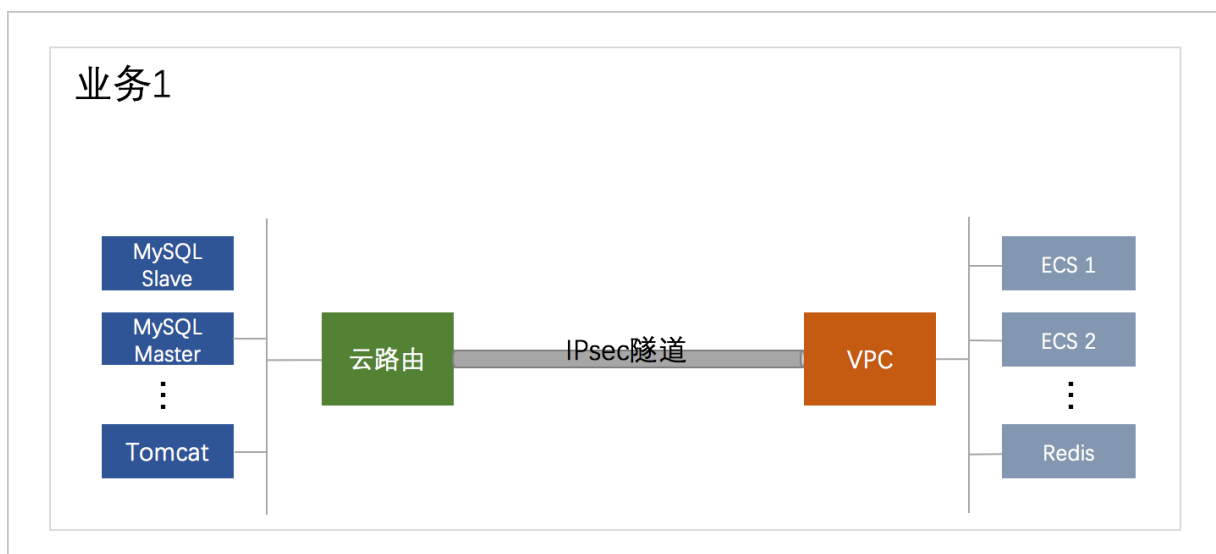 业务1
MySQL
Slave
MySQL
Master
⋮
Tomcat
云路由
IPsec隧道
VPC
ECS 1
ECS 2
⋮
Redis